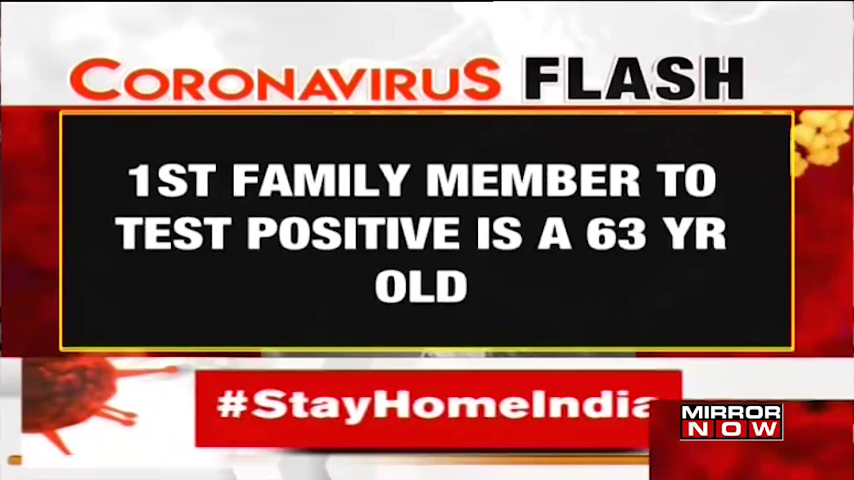 CORONAVIRUS FLASH
1ST FAMILY MEMBER TO
TEST POSITIVE IS A 63 YR
OLD
#StayHomeIndia
MIRROR
NOW